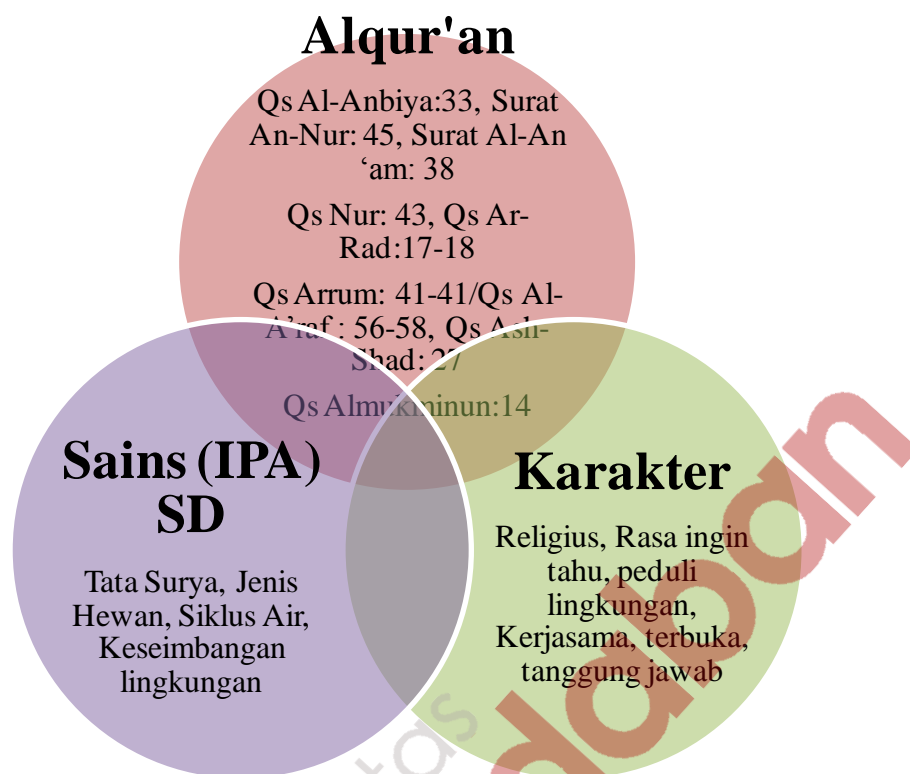 Alqur'an
Qs Al-Anbiya:33, Surat
An-Nur: 45, Surat Al-An
‘am: 38
Qs Nur: 43, Qs Ar-
Rad:17-18
Qs Arrum: 41-41/Qs Al-
A’raf : 56-58, Qs Ash-
Shad: 27
Qs Almukminun:14
Sains (IPA)
SD
Tata Surya, Jenis
Hewan, Siklus Air,
Keseimbangan
lingkungan
Karakter
Religius, Rasa ingin
tahu, peduli
lingkungan,
Kerjasama, terbuka,
tanggung jawab